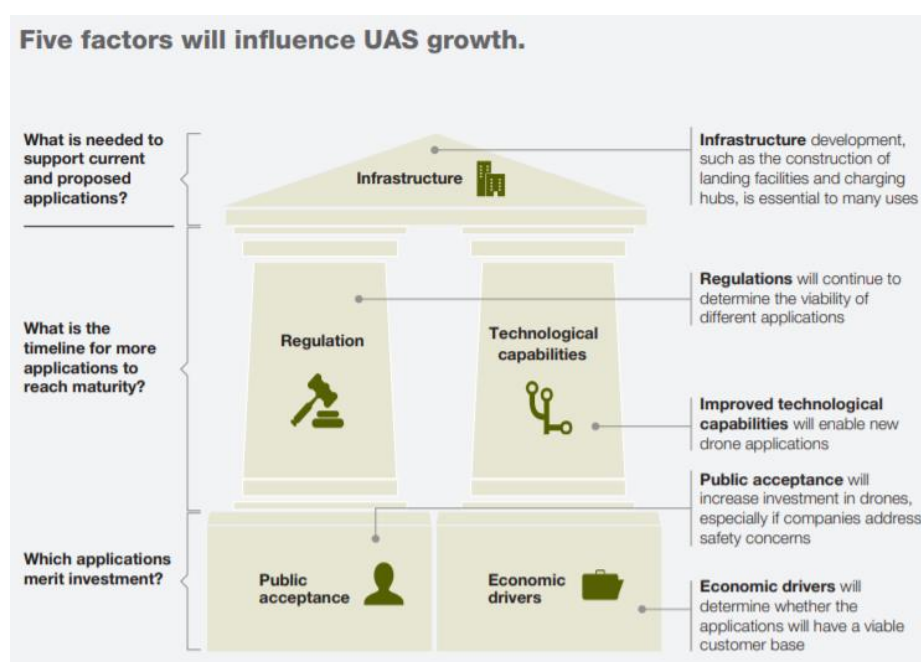 Five factors will influence UAS growth.
What is needed to
support current
and proposed
applications?
Infrastructure
Infrastructure development,
such as the construction of
landing facilities and charging
hubs, is essential to many uses
What is the
timeline for more
applications to
reach maturity?
Regulation
Technological
capabilities
Regulations will continue to
determine the viability of
different applications
Improved technological
capabilities will enable new
drone applications
Which applications
merit investment?
Public
acceptance
Economic
drivers
Public acceptance will
increase investment in drones,
especially if companies address
safety concerns
Economic drivers will
determine whether the
applications will have a viable
customer base